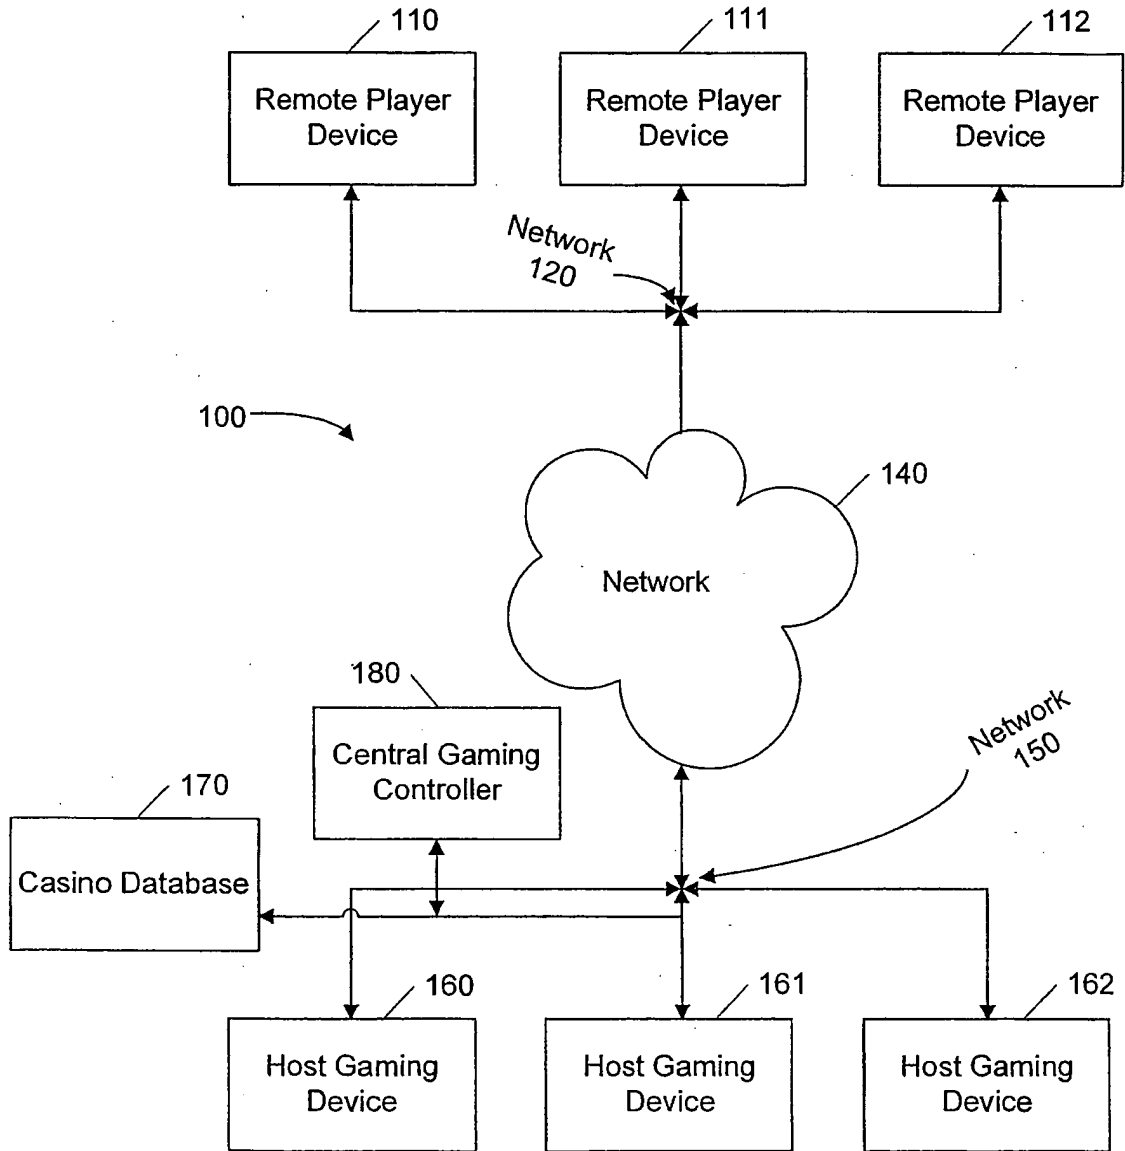 110
111
112
Remote Player
Device
Remote Player
Device
Remote Player
Device
Network
120
100
140
Network
180
Central Gaming
Controller
Network
150
170
Casino Database
160
161
162
Host Gaming
Device
Host Gaming
Device
Host Gaming
Device